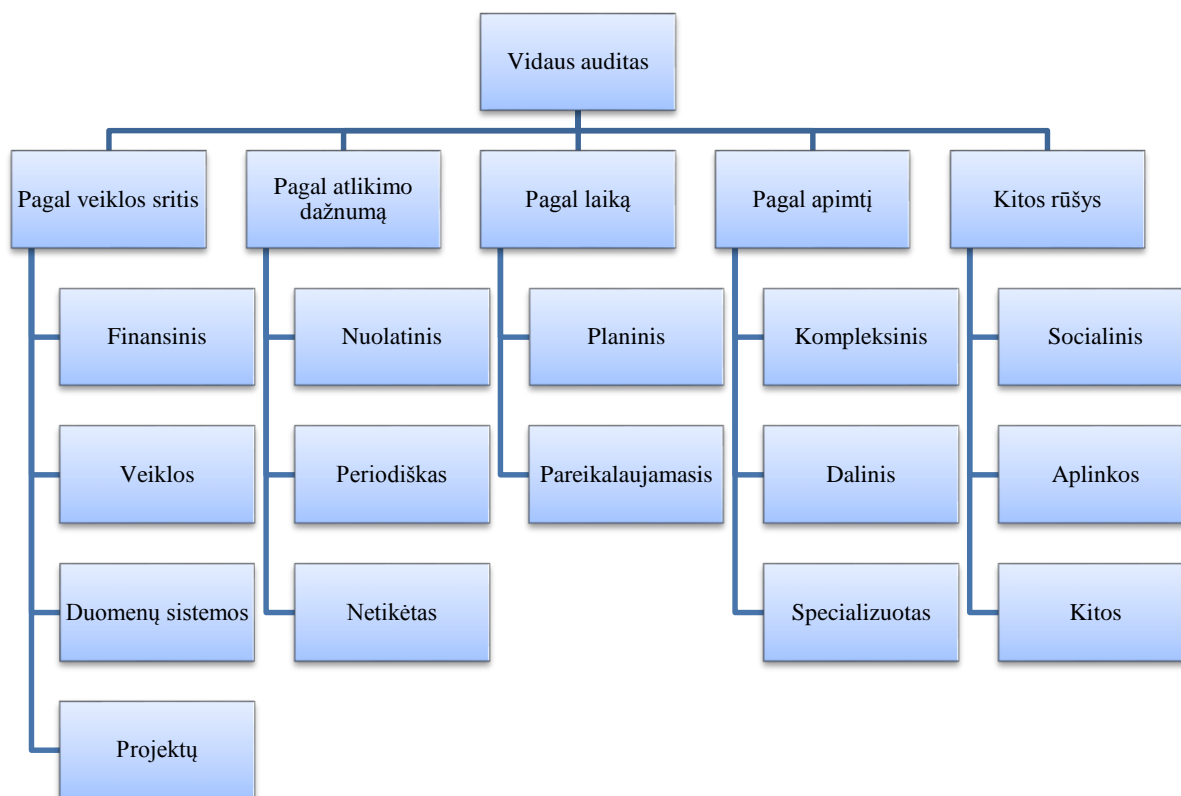 Vidaus auditas
Pagal veiklos sritis
Pagal atlikimo
dažnumą
Pagal laiką
Pagal apimtį
Kitos rūšys
Finansinis
Nuolatinis
Planinis
Kompleksinis
Socialinis
Veiklos
Periodiškas
Pareikalaujamasis
Dalinis
Aplinkos
Duomenų sistemos
Netikėtas
Specializuotas
Kitos
Projektų